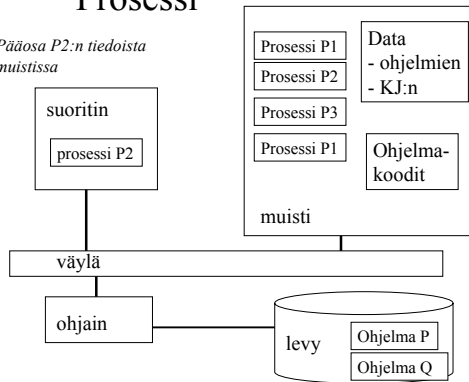 Prosessi
Pääosa P2:n tiedoista
muistissa
suoritin
prosessi P2
Prosessi P1
Prosessi P2
Prosessi P3
Prosessi P1
Data
- ohjelmien
- KJ:n
Ohjelma-
koodit
muisti
väylä
ohjain
levy
Ohjelma P
Ohjelma Q